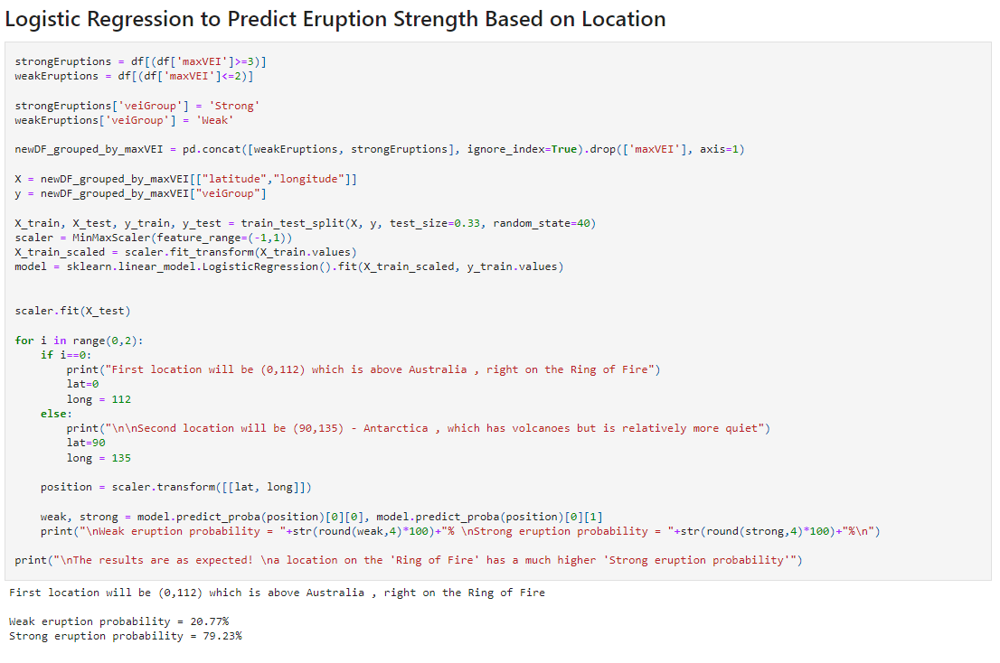 Logistic Regression to Predict Eruption Strength Based on Location
strongEruptions = df[(df['maxVEI']>=3)]
weakEruptions = df[(df['maxVEI']<=2)]
strongEruptions['veiGroup'] = 'Strong'
weakEruptions['veiGroup'] = 'Weak'
newDF_grouped_by_maxVEI = pd.concat([weakEruptions, strongEruptions], ignore_index=True).drop(['maxVEI'], axis=1)
X = newDF_grouped_by_maxVEI[["latitude","longitude"]]
y = newDF_grouped_by_maxVEI["veiGroup"]
X_train, X_test, y_train, y_test = train_test_split(X, y, test_size=0.33, random_state=40)
scaler = MinMaxScaler(feature_range=(-1,1))
X_train_scaled = scaler.fit_transform(X_train.values)
model = sklearn.linear_model.LogisticRegression().fit(X_train_scaled, y_train.values)
scaler.fit(X_test)
for i in range(0,2):
    if i==0:
        print("First location will be (0,112) which is above Australia , right on the Ring of Fire")
        lat=0
        long = 112
    else:
        print("\n\nSecond location will be (90,135) - Antarctica , which has volcanoes but is relatively more quiet")
        lat=90
        long = 135
    position = scaler.transform([[lat, long]])
    weak, strong = model.predict_proba(position)[0][0], model.predict_proba(position)[0][1]
    print("\nWeak eruption probability = "+str(round(weak,4)*100)+"% \nStrong eruption probability = "+str(round(strong,4)*100)+"%\n")
print("\nThe results are as expected! \na location on the 'Ring of Fire' has a much higher 'Strong eruption probability'")
First location will be (0,112) which is above Australia , right on the Ring of Fire
Weak eruption probability = 20.77%
Strong eruption probability = 79.23%